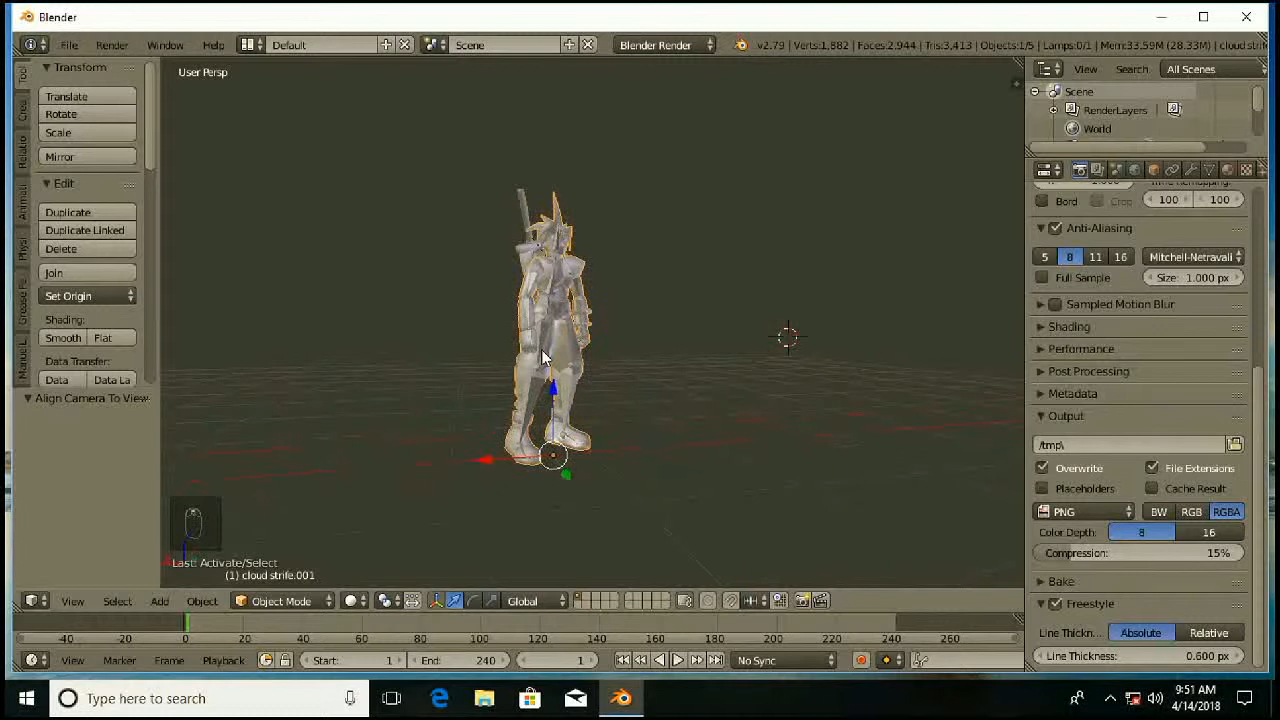 Blender
File Render Window Help Default Scene Blender Render v2.79 | Verts:1,882 | Faces:2,944 | Tris:3,413 | Objects:1/5 | Lamps:0/1 | Mem:33.59M (28.33M) | cloud strife
View Search All Scenes
Transform
User Persp
Scene
Translate
RenderLayers
Rotate
World
Scale
Mirror
Edit
Bord Crop 100 100
Duplicate
Anti-Aliasing
Duplicate Linked
5 8 11 16 Mitchell-Netravali
Delete
Full Sample Size: 1.000 px
Join
Sampled Motion Blur
Set Origin
Shading
Shading:
Performance
Smooth Flat
Post Processing
Data Transfer:
Metadata
Data Data La
Output
Align Camera To View
/tmp\
Overwrite File Extensions
Placeholders Cache Result
PNG BW RGB RGBA
Color Depth: 8 16
Compression: 15%
Last: Activate/Select
(1) cloud strife.001
Bake
View Select Add Object Object Mode Global
Freestyle
-40 -20 0 20 40 60 80 100 120 140 160 180 200 220 240 260
Line Thickn: Absolute Relative
View Marker Frame Playback Start: 1 End: 240 1 No Sync
Line Thickness: 0.600 px
Type here to search
9:51 AM
4/14/2018